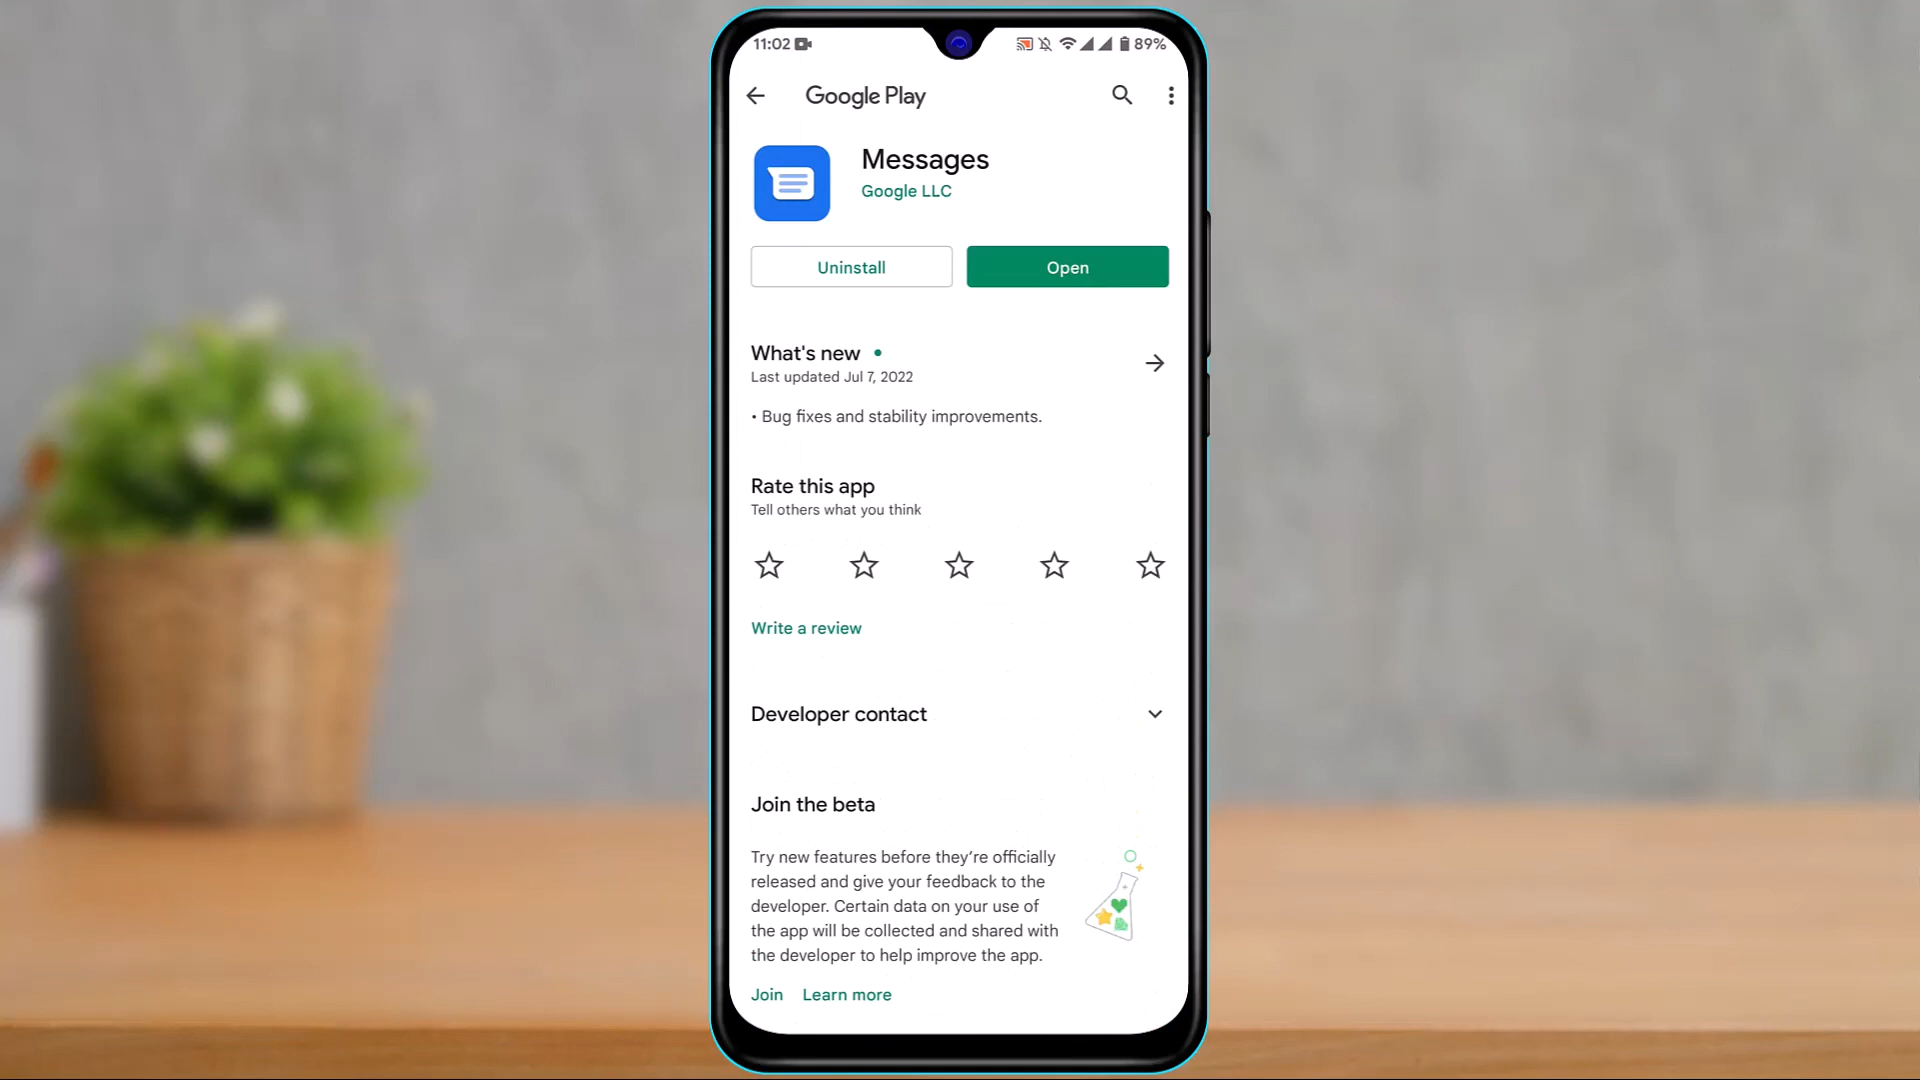 11:02 89%
Google Play
Messages
Google LLC
Uninstall Open
What's new •
Last updated Jul 7, 2022
• Bug fixes and stability improvements.
Rate this app
Tell others what you think
Write a review
Developer contact
Join the beta
Try new features before they’re officially
released and give your feedback to the
developer. Certain data on your use of
the app will be collected and shared with
the developer to help improve the app.
Join Learn more